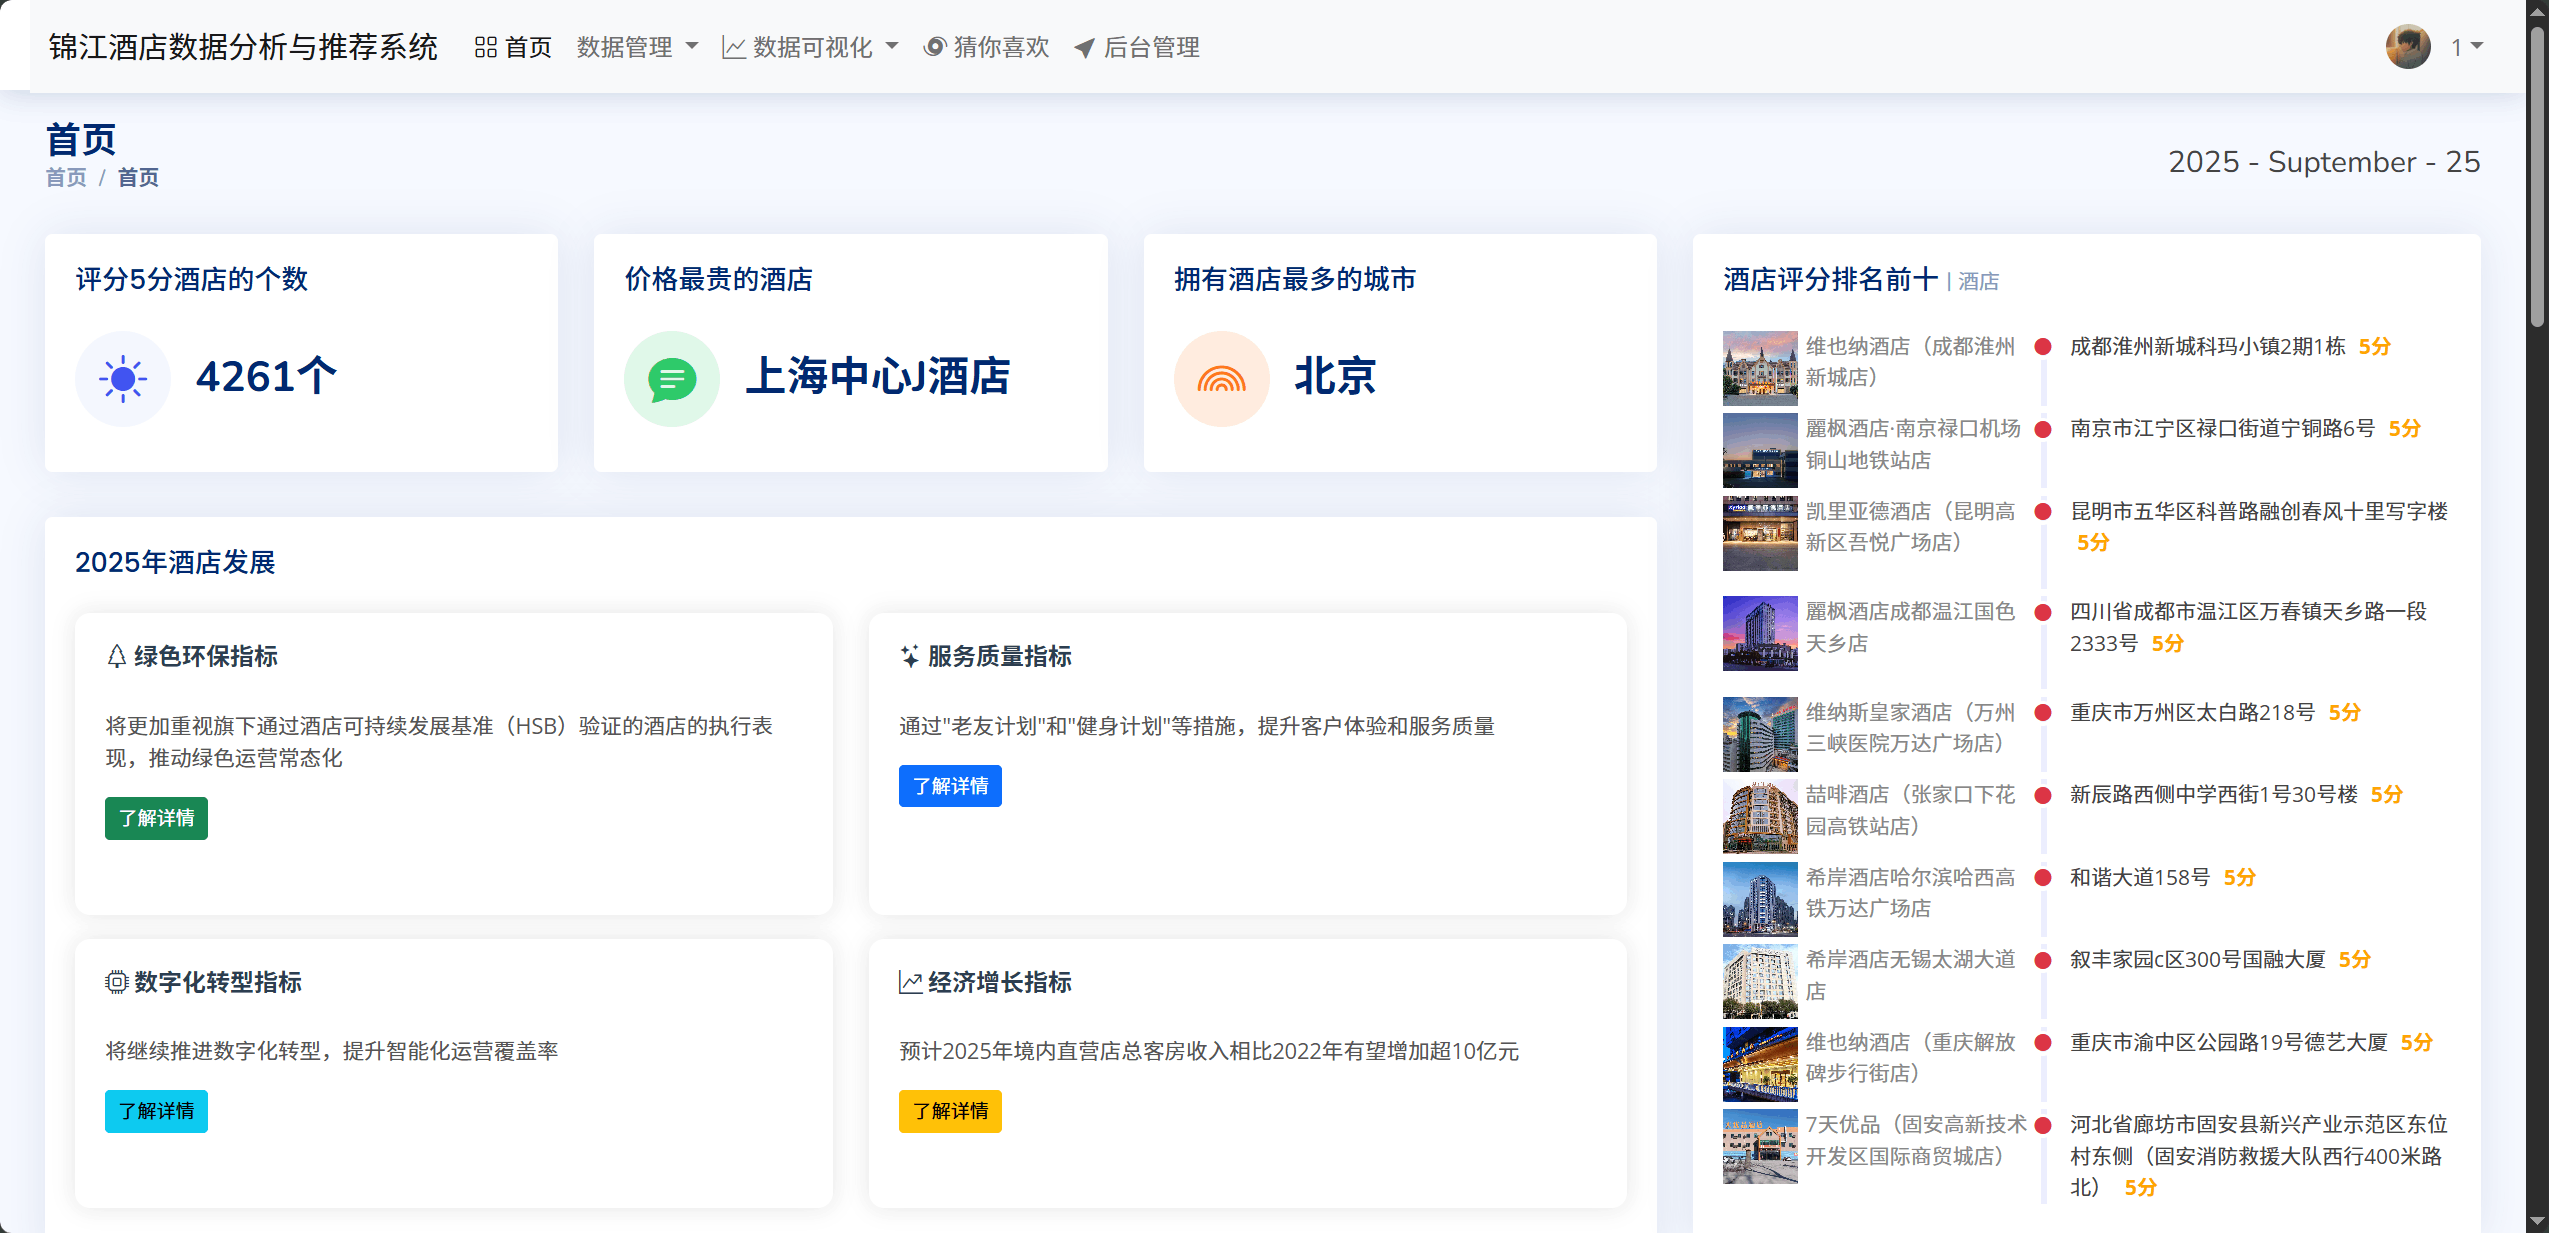 锦江酒店数据分析与推荐系统 首页 数据管理 数据可视化 猜你喜欢 后台管理 1
首页
首页 / 首页
2025 - Suptember - 25
评分5分酒店的个数
4261个
价格最贵的酒店
上海中心J酒店
拥有酒店最多的城市
北京
2025年酒店发展
绿色环保指标
将更加重视旗下通过酒店可持续发展基准（HSB）验证的酒店的执行表
现，推动绿色运营常态化
了解详情
服务质量指标
通过"老友计划"和"健身计划"等措施，提升客户体验和服务质量
了解详情
数字化转型指标
将继续推进数字化转型，提升智能化运营覆盖率
了解详情
经济增长指标
预计2025年境内直营店总客房收入相比2022年有望增加超10亿元
了解详情
酒店评分排名前十 | 酒店
维也纳酒店（成都淮州
新城店）
成都淮州新城科玛小镇2期1栋 5分
麗枫酒店·南京禄口机场
铜山地铁站店
南京市江宁区禄口街道宁铜路6号 5分
凯里亚德酒店（昆明高
新区吾悦广场店）
昆明市五华区科普路融创春风十里写字楼
5分
麗枫酒店成都温江国色
天乡店
四川省成都市温江区万春镇天乡路一段
2333号 5分
维纳斯皇家酒店（万州
三峡医院万达广场店）
重庆市万州区太白路218号 5分
喆啡酒店（张家口下花
园高铁站店）
新辰路西侧中学西街1号30号楼 5分
希岸酒店哈尔滨哈西高
铁万达广场店
和谐大道158号 5分
希岸酒店无锡太湖大道
店
叙丰家园c区300号国融大厦 5分
维也纳酒店（重庆解放
碑步行街店）
重庆市渝中区公园路19号德艺大厦 5分
7天优品（固安高新技术
开发区国际商贸城店）
河北省廊坊市固安县新兴产业示范区东位
村东侧（固安消防救援大队西行400米路
北） 5分